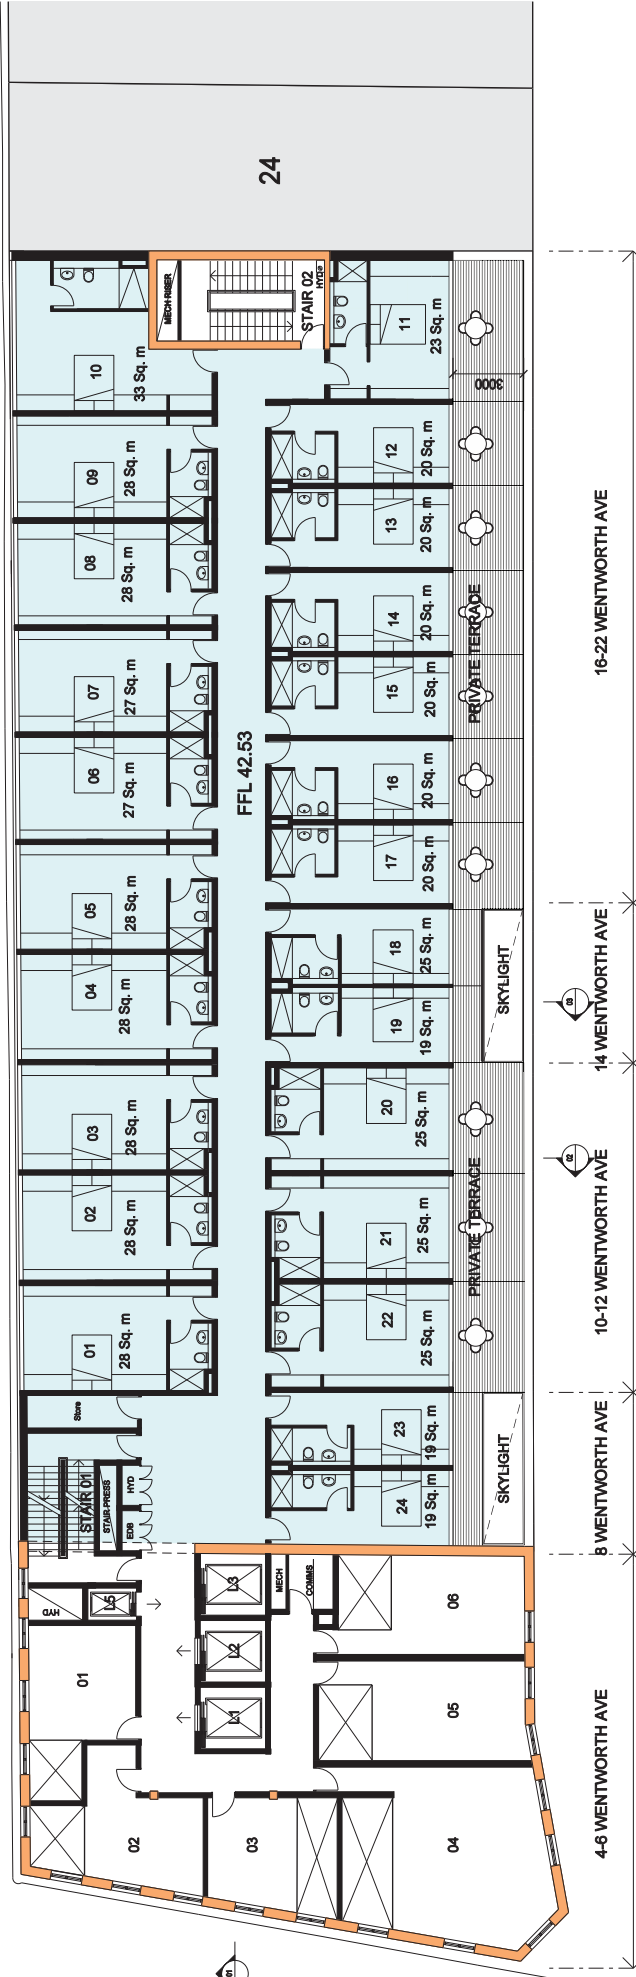 24
MECH RISER
STAIR 02
HYD
10
33 Sq. m
11
23 Sq. m
3000
09
28 Sq. m
12
20 Sq. m
08
28 Sq. m
13
20 Sq. m
14
20 Sq. m
PRIVATE TERRACE
16-22 WENTWORTH AVE
07
27 Sq. m
15
20 Sq. m
06
27 Sq. m
FFL 42.53
16
20 Sq. m
17
20 Sq. m
05
28 Sq. m
18
25 Sq. m
SKYLIGHT
14 WENTWORTH AVE
04
28 Sq. m
19
19 Sq. m
03
20
25 Sq. m
03
28 Sq. m
02
PRIVATE TERRACE
10-12 WENTWORTH AVE
02
28 Sq. m
21
25 Sq. m
01
28 Sq. m
22
25 Sq. m
Store
23
19 Sq. m
SKYLIGHT
8 WENTWORTH AVE
STAIR 01
STAIR PRESS
HYD
EDB
24
19 Sq. m
HYD
L5
L3
MECH
COMMS
06
01
L2
L1
05
4-6 WENTWORTH AVE
02
03
04
01